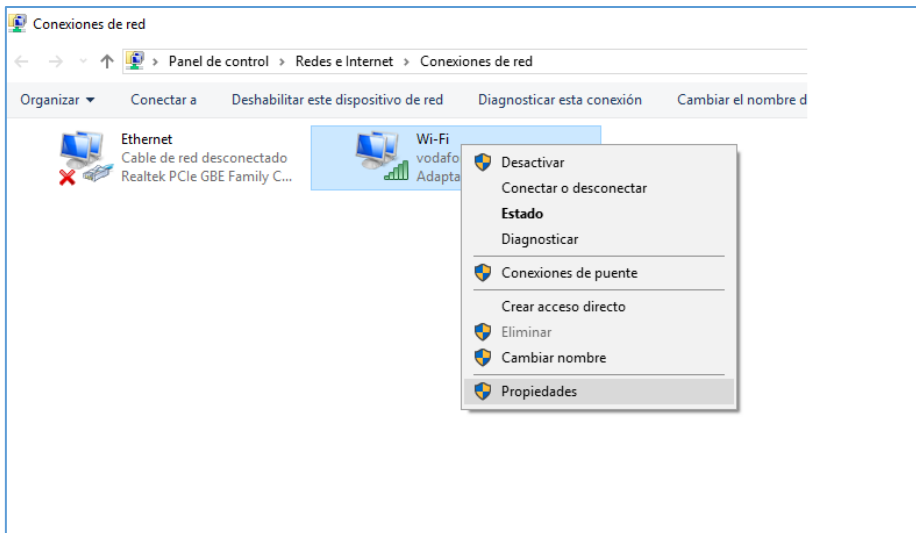 Conexiones de red
Panel de control > Redes e Internet > Conexiones de red
Organizar Conectar a Deshabilitar este dispositivo de red Diagnosticar esta conexión Cambiar el nombre d
Ethernet
Cable de red desconectado
Realtek PCIe GBE Family C...
Wi-Fi
vodafo
Adapta
Desactivar
Conectar o desconectar
Estado
Diagnosticar
Conexiones de puente
Crear acceso directo
Eliminar
Cambiar nombre
Propiedades